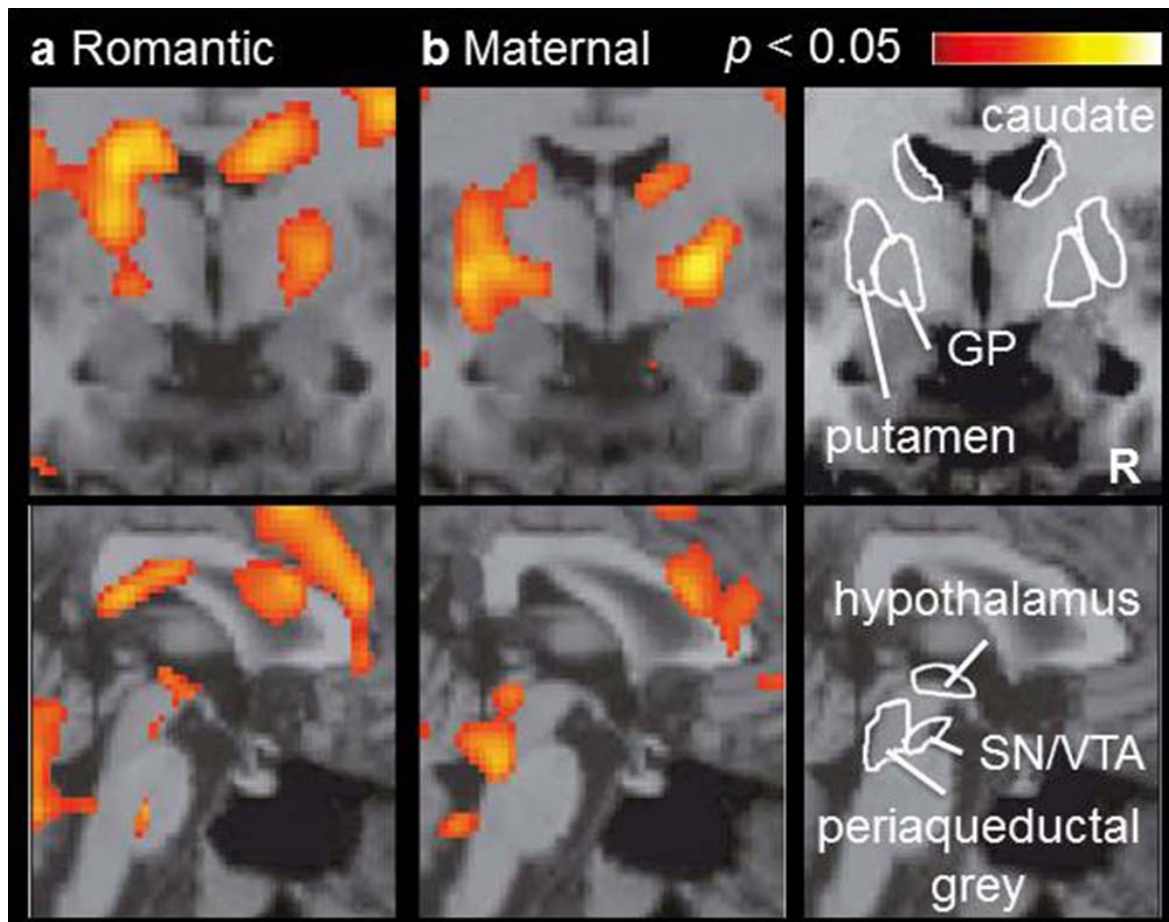 a Romantic
b Maternal
p < 0.05
caudate
GP
putamen
R
hypothalamus
SN/VTA
periaqueductal
grey